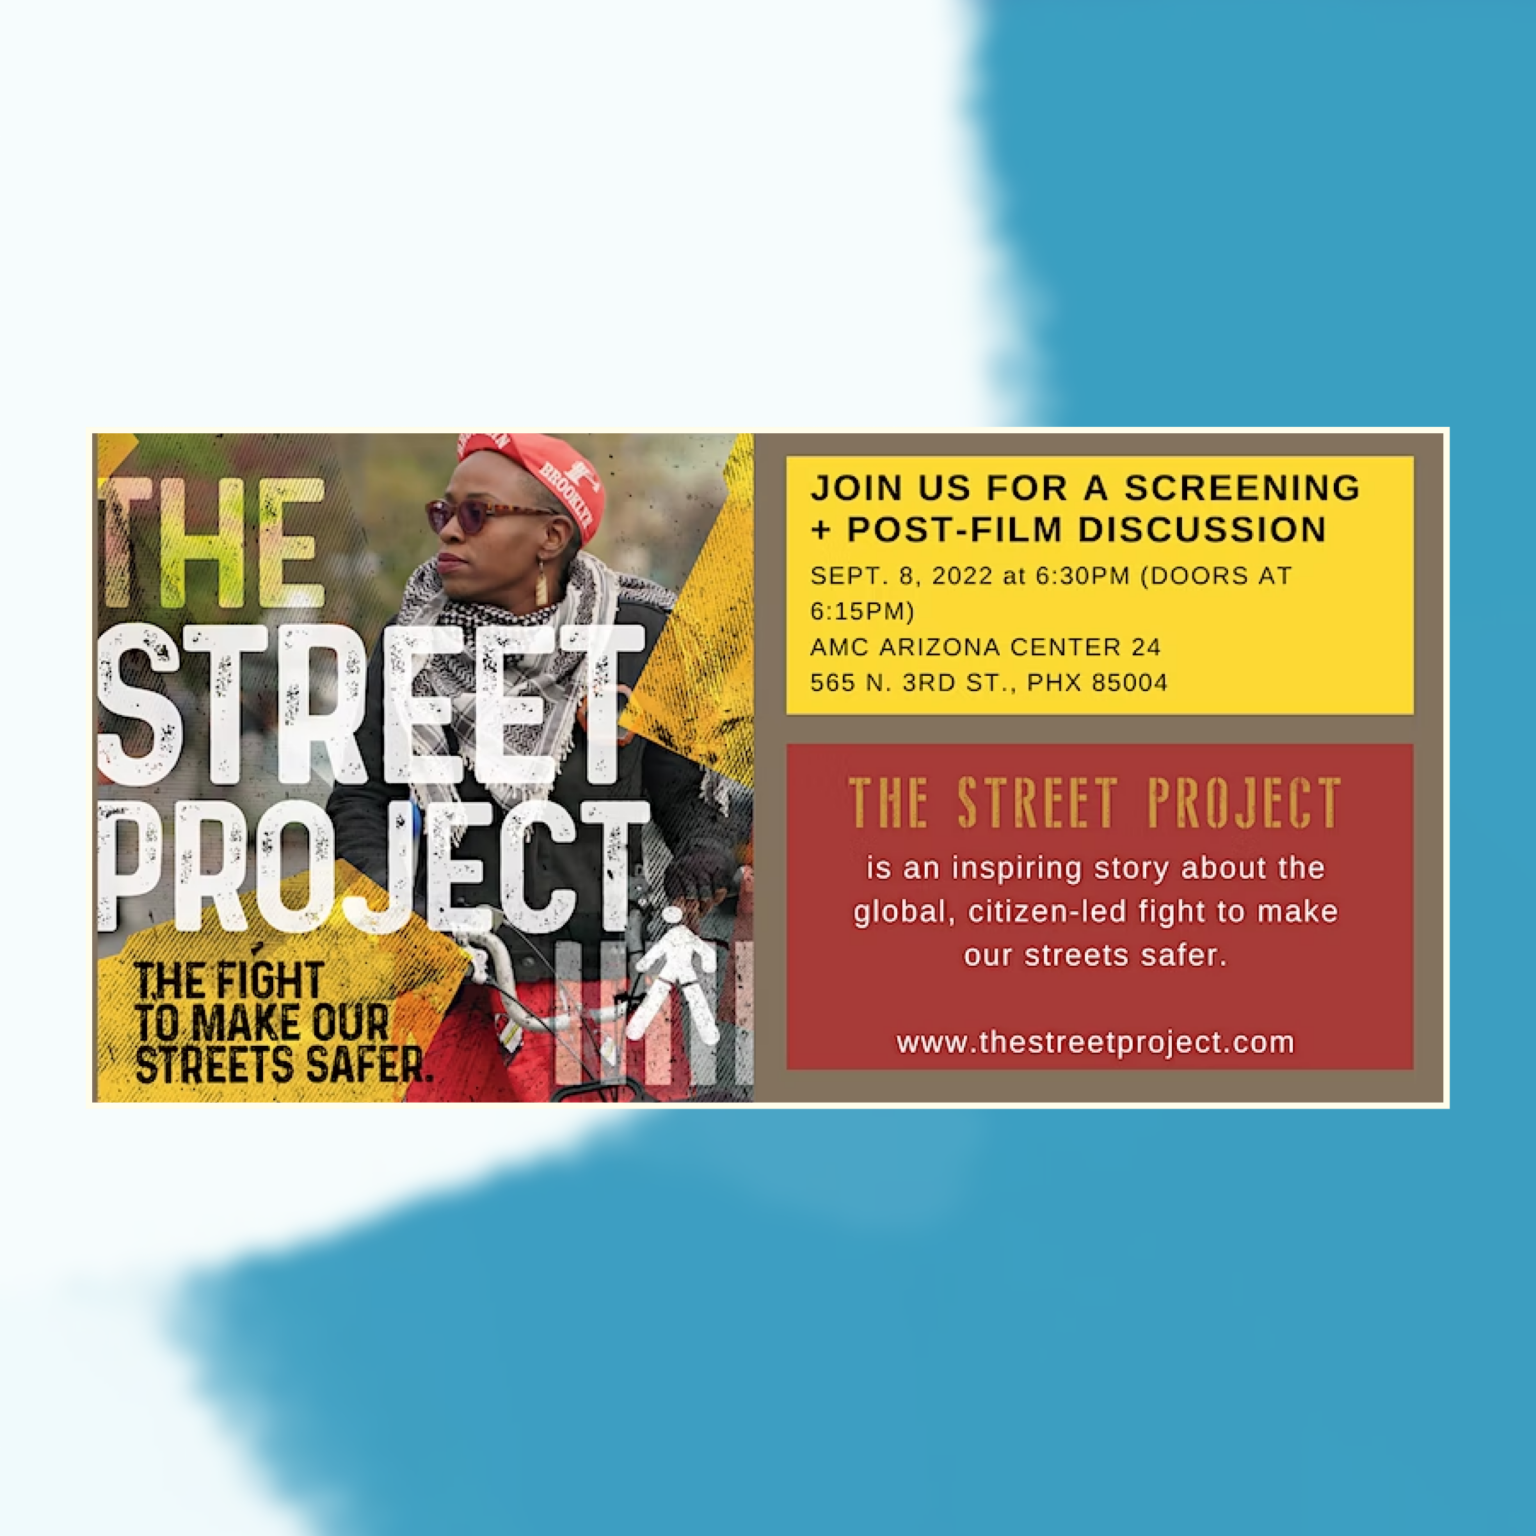 THE
STREET
PROJECT.
THE FIGHT
TO MAKE OUR
STREETS SAFER.
BROOKLYN
JOIN US FOR A SCREENING
+ POST-FILM DISCUSSION
SEPT. 8, 2022 at 6:30PM (DOORS AT
6:15PM)
AMC ARIZONA CENTER 24
565 N. 3RD ST., PHX 85004
THE STREET PROJECT
is an inspiring story about the
global, citizen-led fight to make
our streets safer.
www.thestreetproject.com